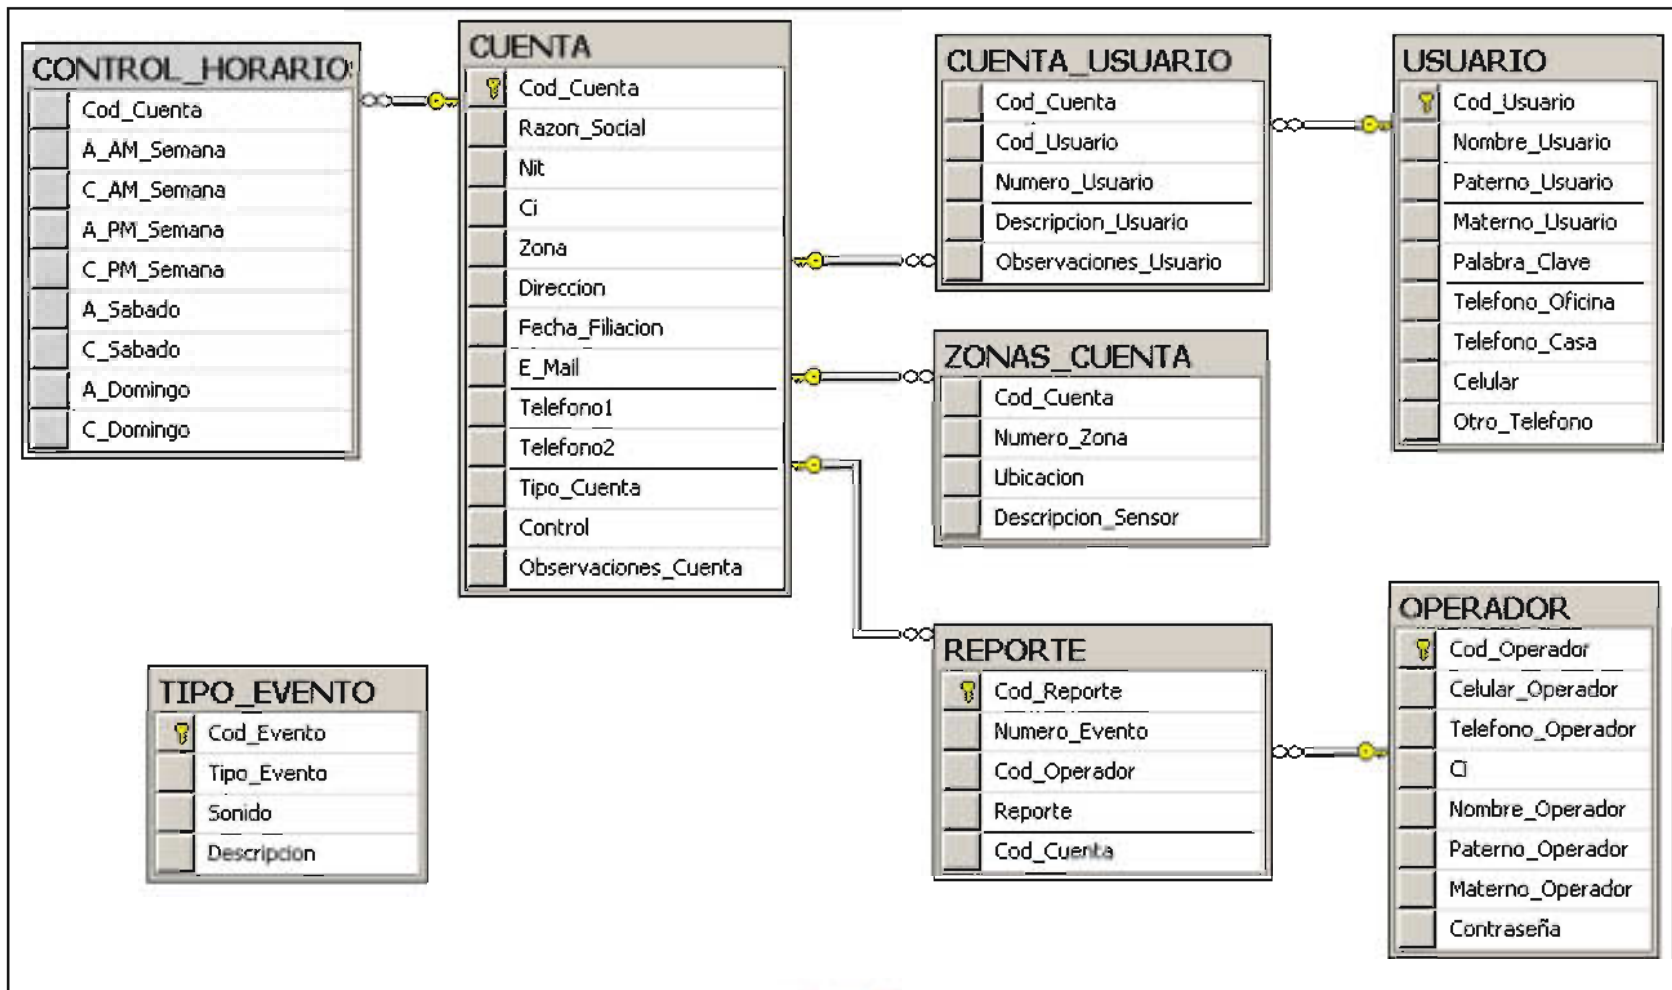 CONTROL_HORARIO
Cod_Cuenta
A_AM_Semana
C_AM_Semana
A_PM_Semana
C_PM_Semana
A_Sabado
C_Sabado
A_Domingo
C_Domingo
CUENTA
Cod_Cuenta
Razon_Social
Nit
Ci
Zona
Direccion
Fecha_Filiacion
E_Mail
Telefono1
Telefono2
Tipo_Cuenta
Control
Observaciones_Cuenta
CUENTA_USUARIO
Cod_Cuenta
Cod_Usuario
Numero_Usuario
Descripcion_Usuario
Observaciones_Usuario
USUARIO
Cod_Usuario
Nombre_Usuario
Paterno_Usuario
Materno_Usuario
Palabra_Clave
Telefono_Oficina
Telefono_Casa
Celular
Otro_Telefono
ZONAS_CUENTA
Cod_Cuenta
Numero_Zona
Ubicacion
Descripcion_Sensor
TIPO_EVENTO
Cod_Evento
Tipo_Evento
Sonido
Descripcion
REPORTE
Cod_Reporte
Numero_Evento
Cod_Operador
Reporte
Cod_Cuenta
OPERADOR
Cod_Operador
Celular_Operador
Telefono_Operador
Ci
Nombre_Operador
Paterno_Operador
Materno_Operador
Contraseña